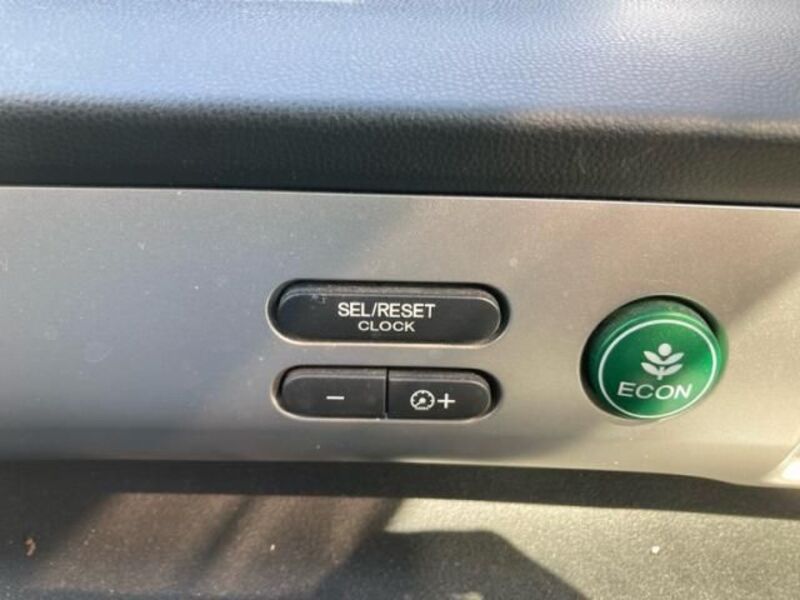 SEL/RESET
CLOCK
- +
ECON